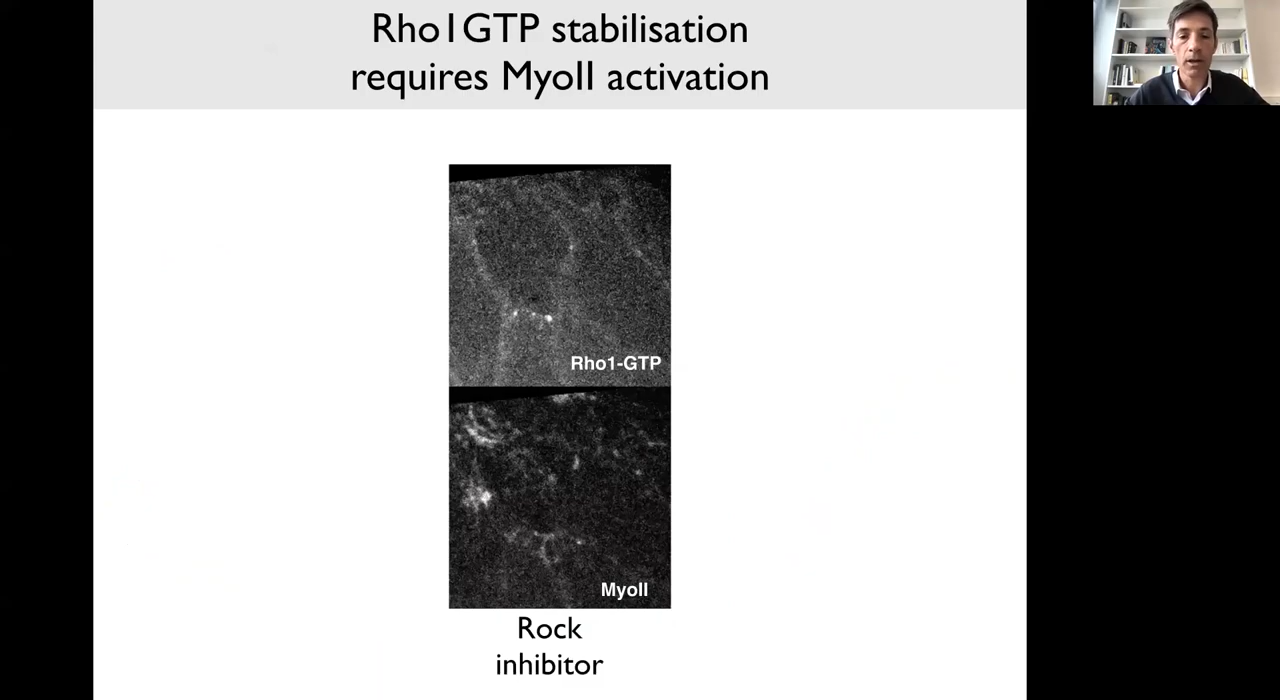 Rho1GTP stabilisation
requires MyoII activation
Rho1-GTP
MyoII
Rock
inhibitor